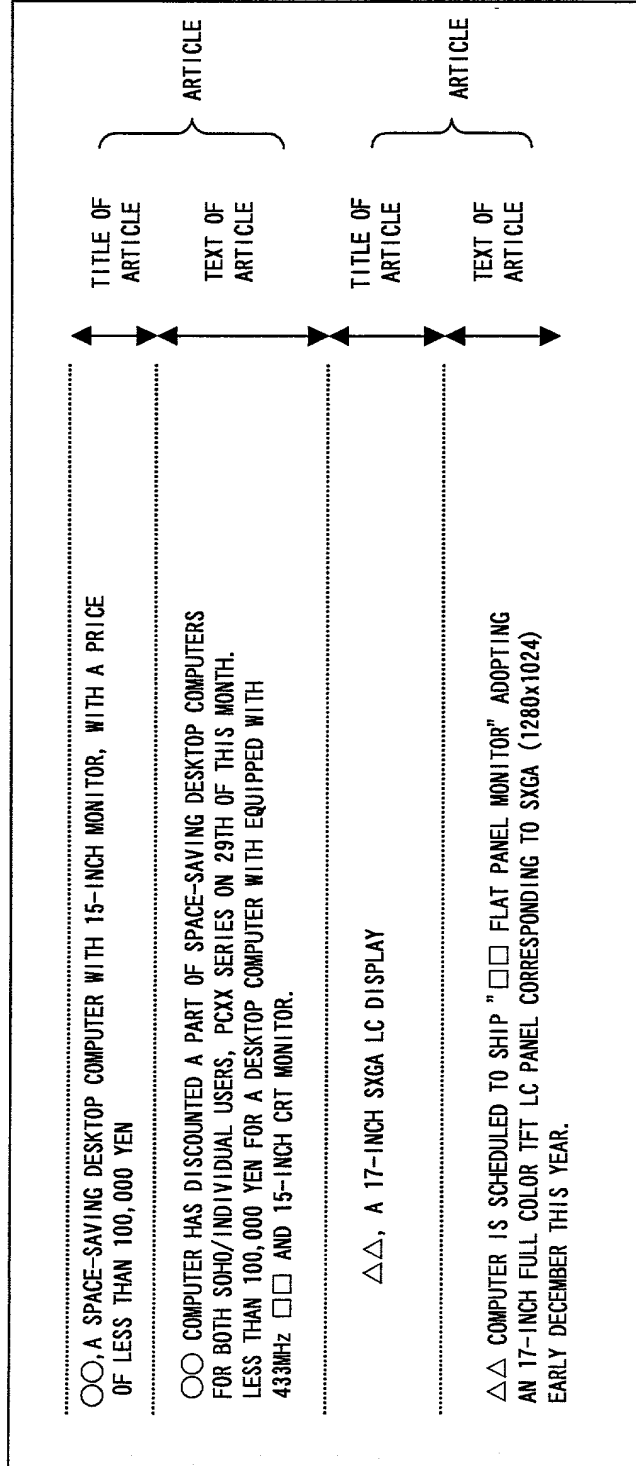 ○○, A SPACE-SAVING DESKTOP COMPUTER WITH 15-INCH MONITOR, WITH A PRICE
OF LESS THAN 100,000 YEN
TITLE OF
ARTICLE
○○ COMPUTER HAS DISCOUNTED A PART OF SPACE-SAVING DESKTOP COMPUTERS
FOR BOTH SOHO/INDIVIDUAL USERS, PCXX SERIES ON 29TH OF THIS MONTH.
LESS THAN 100,000 YEN FOR A DESKTOP COMPUTER WITH EQUIPPED WITH
433MHz □□ AND 15-INCH CRT MONITOR.
TEXT OF
ARTICLE
ARTICLE
△△, A 17-INCH SXGA LC DISPLAY
TITLE OF
ARTICLE
△△ COMPUTER IS SCHEDULED TO SHIP "□□ FLAT PANEL MONITOR" ADOPTING
AN 17-INCH FULL COLOR TFT LC PANEL CORRESPONDING TO SXGA (1280x1024)
EARLY DECEMBER THIS YEAR.
TEXT OF
ARTICLE
ARTICLE